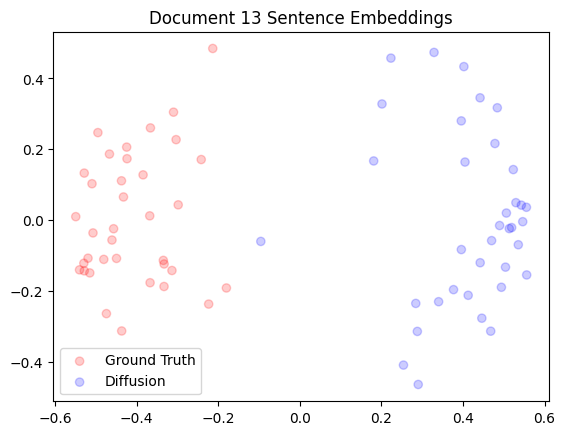 Document 13 Sentence Embeddings
0.4
0.2
0.0
−0.2
−0.4
Ground Truth
Diffusion
−0.6 −0.4 −0.2 0.0 0.2 0.4 0.6